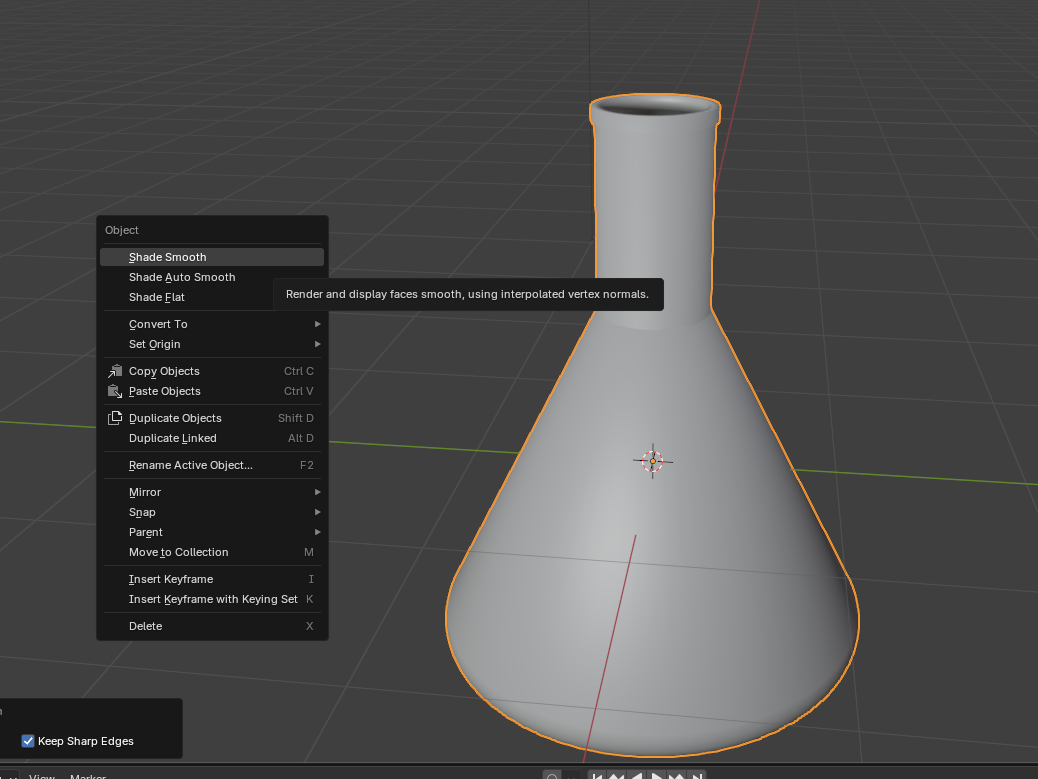 Object
Shade Smooth
Shade Auto Smooth
Shade Flat
Render and display faces smooth, using interpolated vertex normals.
Convert To
Set Origin
Copy Objects Ctrl C
Paste Objects Ctrl V
Duplicate Objects Shift D
Duplicate Linked Alt D
Rename Active Object... F2
Mirror
Snap
Parent
Move to Collection M
Insert Keyframe I
Insert Keyframe with Keying Set K
Delete X
Keep Sharp Edges
View Marker